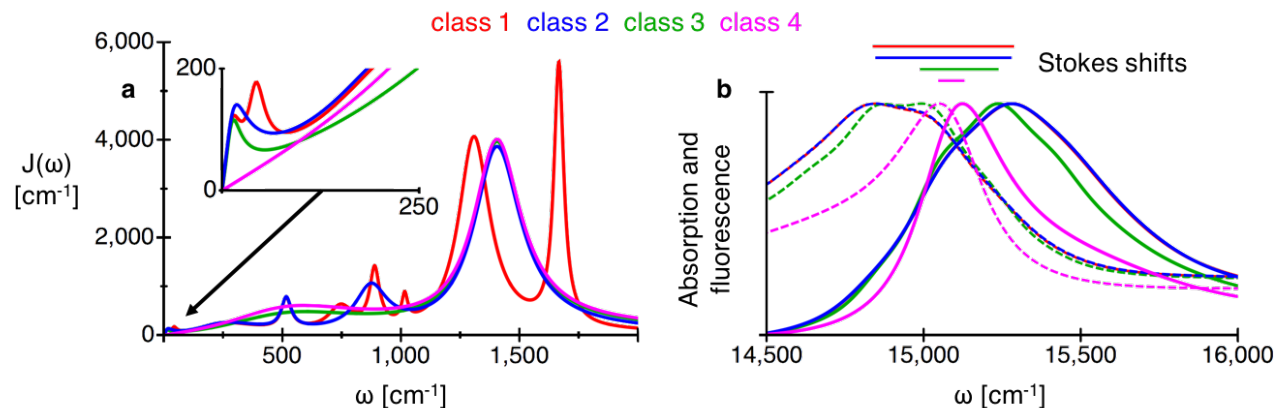 class 1 class 2 class 3 class 4
a
J(ω)
[cm⁻¹]
6,000
4,000
2,000
0
200
0
250
500
1,000
1,500
ω [cm⁻¹]
b
Stokes shifts
Absorption and
fluorescence
14,500
15,000
15,500
16,000
ω [cm⁻¹]